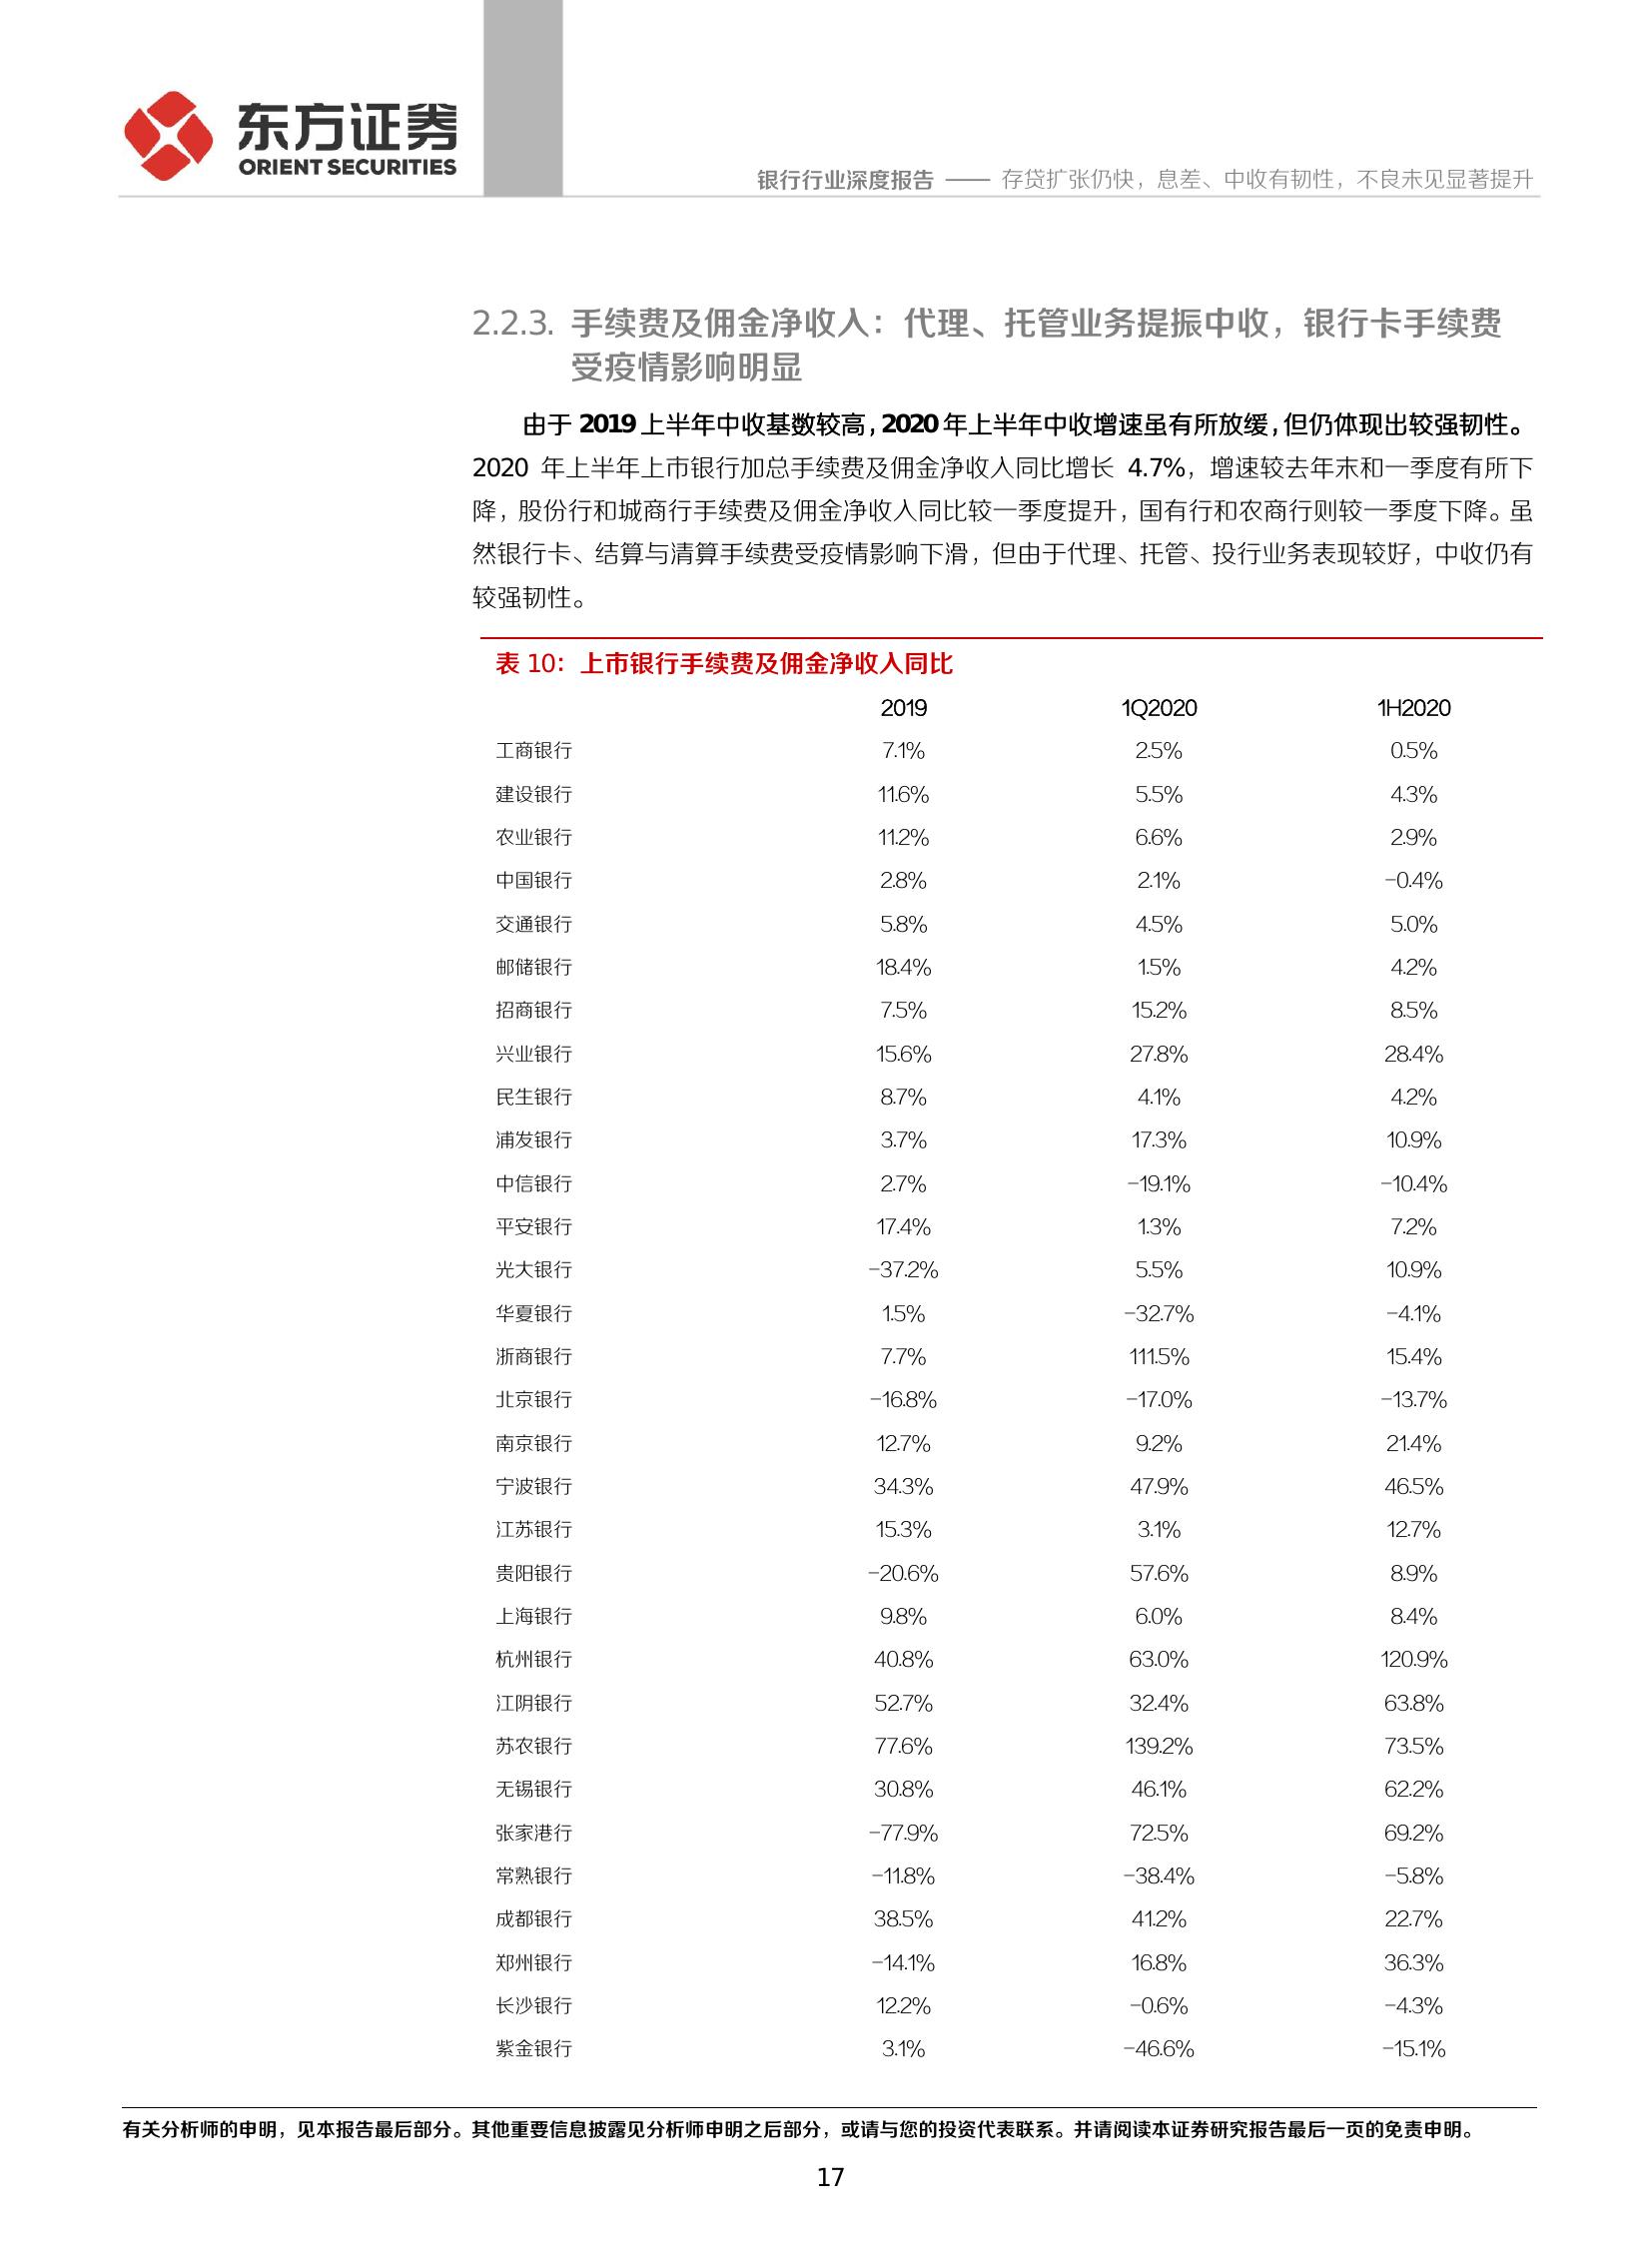 东方证券
ORIENT SECURITIES
银行行业深度报告 —— 存贷扩张仍快，息差、中收有韧性，不良未见显著提升
2.2.3. 手续费及佣金净收入：代理、托管业务提振中收，银行卡手续费
受疫情影响明显
由于 2019 上半年中收基数较高，2020 年上半年中收增速虽有所放缓，但仍体现出较强韧性。
2020 年上半年上市银行加总手续费及佣金净收入同比增长 4.7%，增速较去年末和一季度有所下
降，股份行和城商行手续费及佣金净收入同比较一季度提升，国有行和农商行则较一季度下降。虽
然银行卡、结算与清算手续费受疫情影响下滑，但由于代理、托管、投行业务表现较好，中收仍有
较强韧性。
表 10：上市银行手续费及佣金净收入同比
2019 1Q2020 1H2020
工商银行 7.1% 2.5% 0.5%
建设银行 11.6% 5.5% 4.3%
农业银行 11.2% 6.6% 2.9%
中国银行 2.8% 2.1% -0.4%
交通银行 5.8% 4.5% 5.0%
邮储银行 18.4% 1.5% 4.2%
招商银行 7.5% 15.2% 8.5%
兴业银行 15.6% 27.8% 28.4%
民生银行 8.7% 4.1% 4.2%
浦发银行 3.7% 17.3% 10.9%
中信银行 2.7% -19.1% -10.4%
平安银行 17.4% 1.3% 7.2%
光大银行 -37.2% 5.5% 10.9%
华夏银行 1.5% -32.7% -4.1%
浙商银行 7.7% 111.5% 15.4%
北京银行 -16.8% -17.0% -13.7%
南京银行 12.7% 9.2% 21.4%
宁波银行 34.3% 47.9% 46.5%
江苏银行 15.3% 3.1% 12.7%
贵阳银行 -20.6% 57.6% 8.9%
上海银行 9.8% 6.0% 8.4%
杭州银行 40.8% 63.0% 120.9%
江阴银行 52.7% 32.4% 63.8%
苏农银行 77.6% 139.2% 73.5%
无锡银行 30.8% 46.1% 62.2%
张家港行 -77.9% 72.5% 69.2%
常熟银行 -11.8% -38.4% -5.8%
成都银行 38.5% 41.2% 22.7%
郑州银行 -14.1% 16.8% 36.3%
长沙银行 12.2% -0.6% -4.3%
紫金银行 3.1% -46.6% -15.1%
有关分析师的申明，见本报告最后部分。其他重要信息披露见分析师申明之后部分，或请与您的投资代表联系。并请阅读本证券研究报告最后一页的免责申明。
17